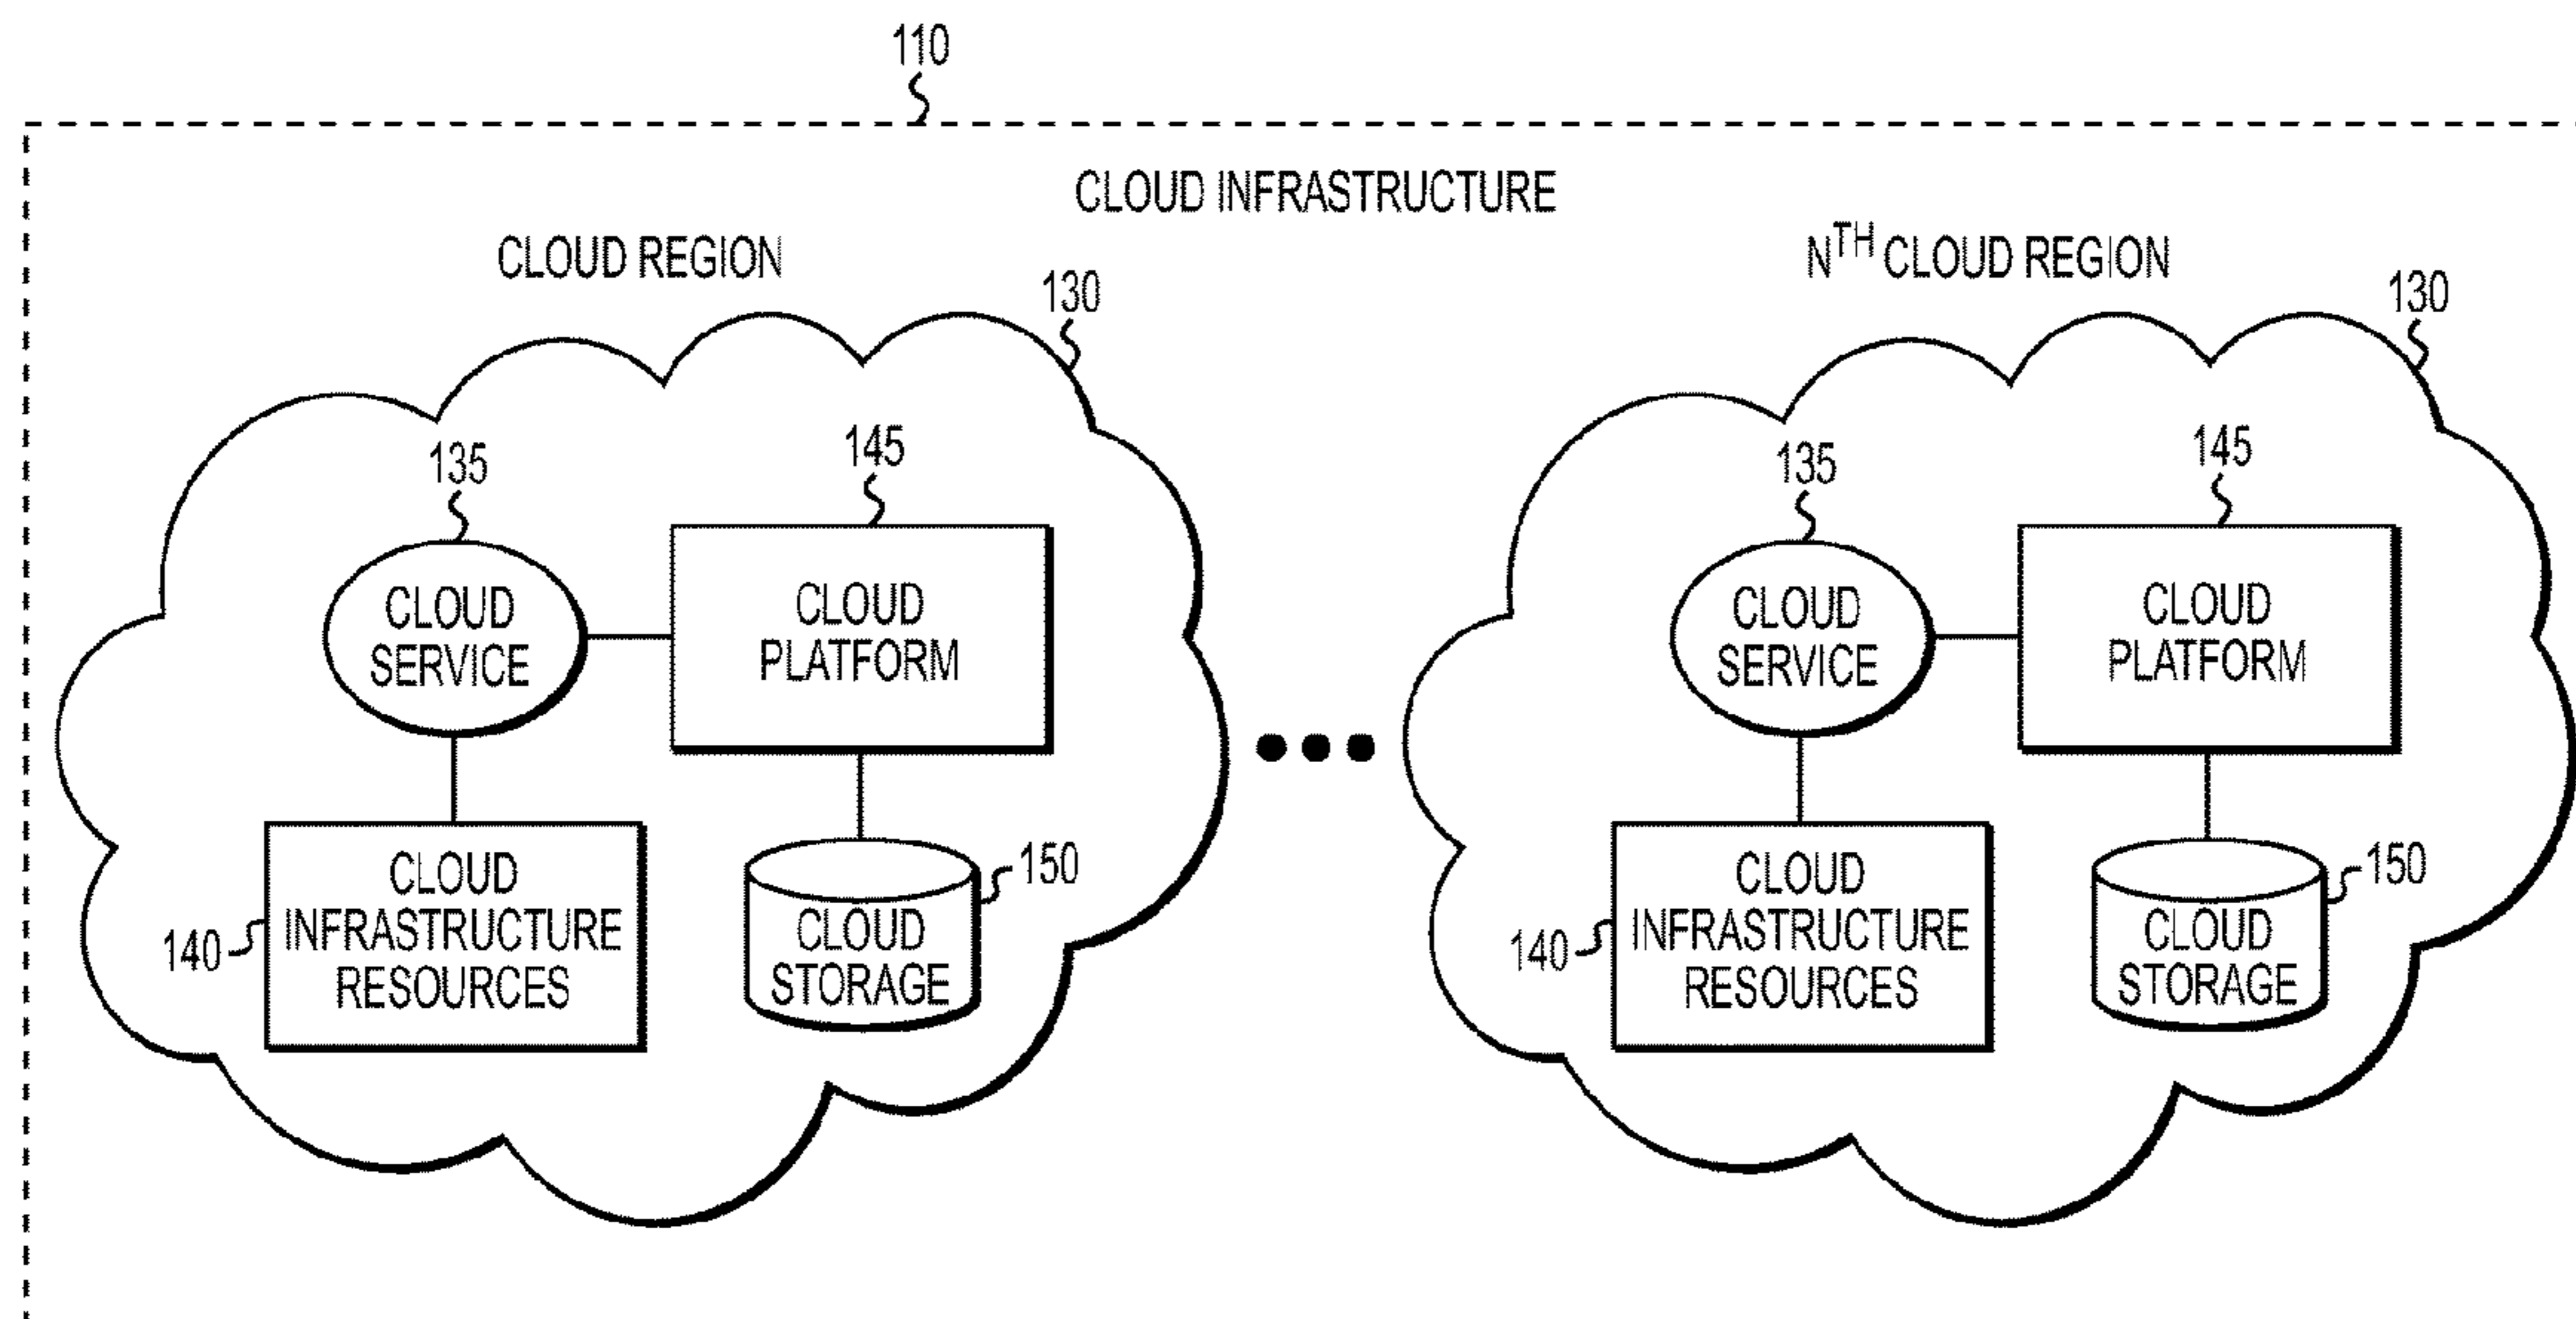 110
CLOUD INFRASTRUCTURE
CLOUD REGION
130
135
145
CLOUD
SERVICE
CLOUD
PLATFORM
140
CLOUD
INFRASTRUCTURE
RESOURCES
150
CLOUD
STORAGE
NTH CLOUD REGION
130
135
145
CLOUD
SERVICE
CLOUD
PLATFORM
140
CLOUD
INFRASTRUCTURE
RESOURCES
150
CLOUD
STORAGE